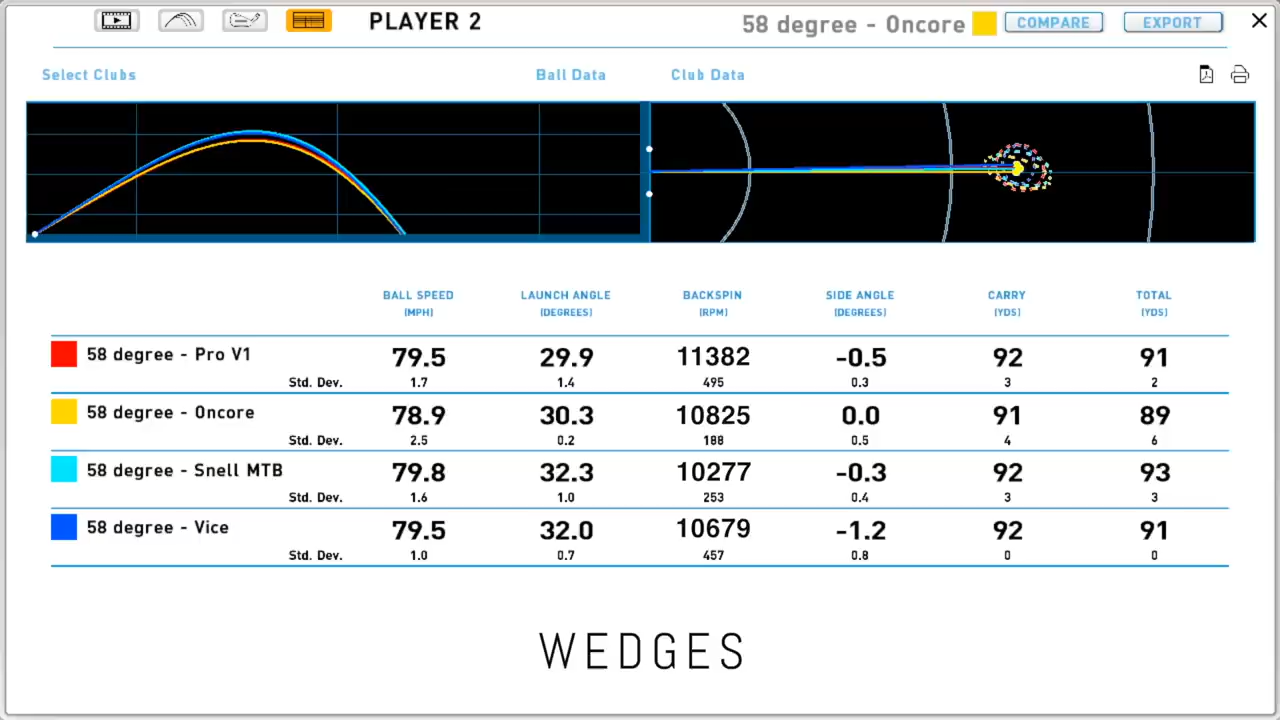 PLAYER 2
58 degree - Oncore COMPARE EXPORT
Select Clubs Ball Data Club Data
BALL SPEED LAUNCH ANGLE BACKSPIN SIDE ANGLE CARRY TOTAL
(MPH) (DEGREES) (RPM) (DEGREES) (YDS) (YDS)
58 degree - Pro V1 79.5 29.9 11382 -0.5 92 91
Std. Dev. 1.7 1.4 495 0.3 3 2
58 degree - Oncore 78.9 30.3 10825 0.0 91 89
Std. Dev. 2.5 0.2 188 0.5 4 6
58 degree - Snell MTB 79.8 32.3 10277 -0.3 92 93
Std. Dev. 1.6 1.0 253 0.4 3 3
58 degree - Vice 79.5 32.0 10679 -1.2 92 91
Std. Dev. 1.0 0.7 457 0.8 0 0
WEDGES